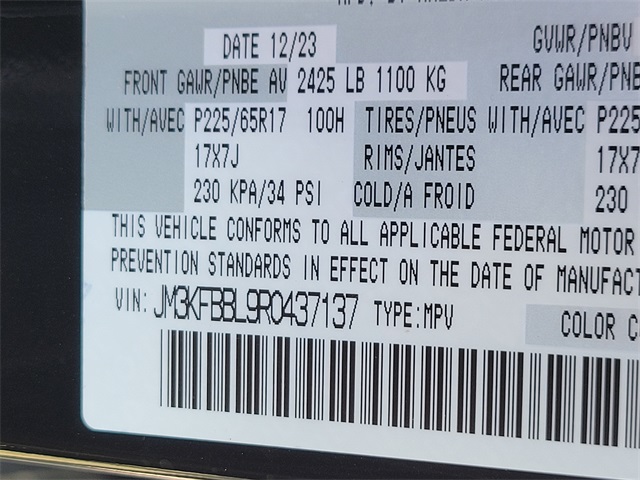 DATE 12/23 GVWR/PNBV
FRONT GAWR/PNBE AV 2425 LB 1100 KG REAR GAWR/PNBE
WITH/AVEC P225/65R17 100H TIRES/PNEUS WITH/AVEC P225
17X7J RIMS/JANTES 17X7
230 KPA/34 PSI COLD/A FROID 230
THIS VEHICLE CONFORMS TO ALL APPLICABLE FEDERAL MOTOR
PREVENTION STANDARDS IN EFFECT ON THE DATE OF MANUFACT
VIN: JM3KFBBL9R0437137 TYPE:MPV COLOR C